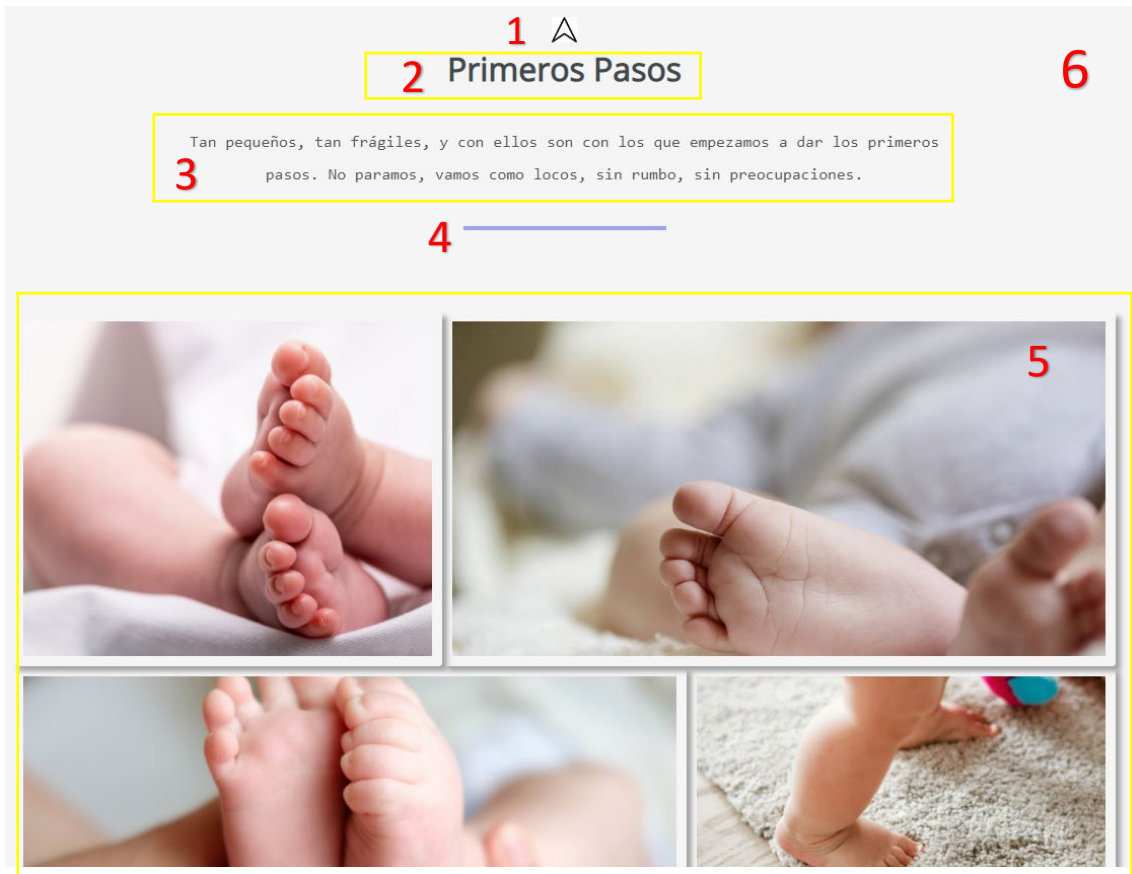 1
2 Primeros Pasos
6
Tan pequeños, tan frágiles, y con ellos son con los que empezamos a dar los primeros
3 pasos. No paramos, vamos como locos, sin rumbo, sin preocupaciones.
4
5